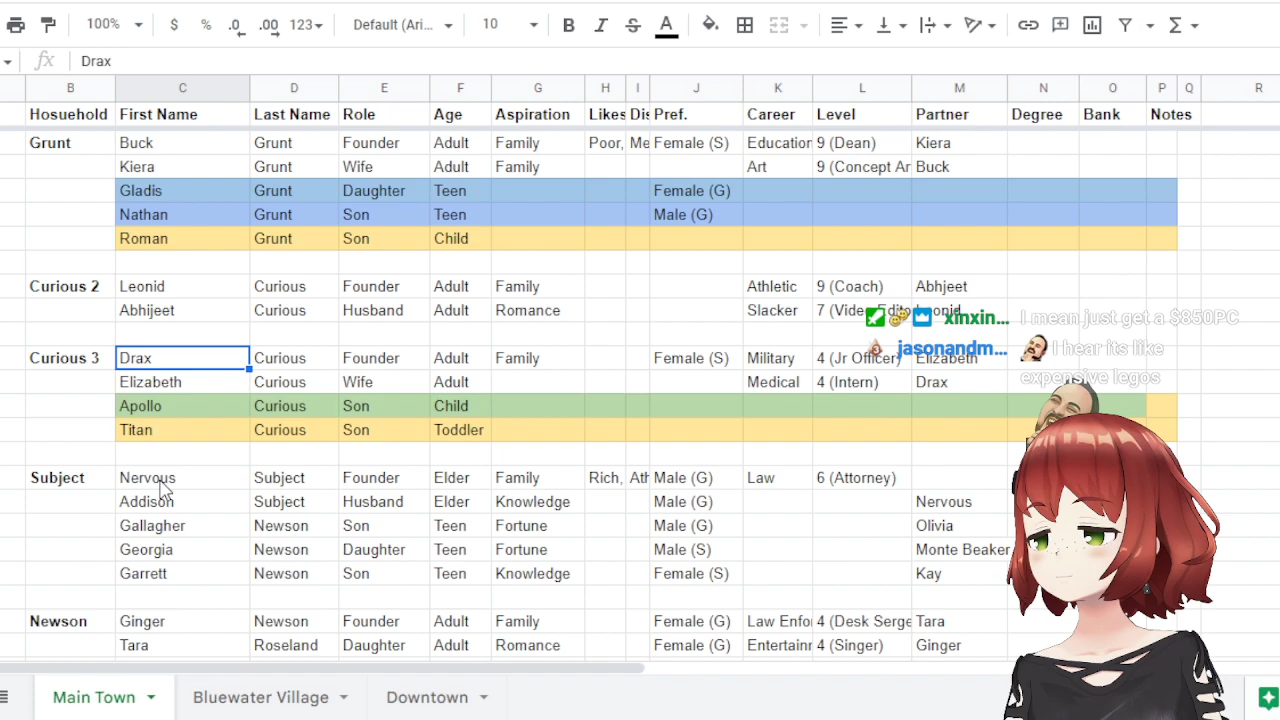 100% $ % .0 .00 123 Default (Ari... 10 B I S A Σ
fx Drax
B C D E F G H I J K L M N O P Q R
Hosuehold First Name Last Name Role Age Aspiration Likes Dis Pref. Career Level Partner Degree Bank Notes
Grunt Buck Grunt Founder Adult Family Poor, Me Female (S) Education 9 (Dean) Kiera
Kiera Grunt Wife Adult Family Art 9 (Concept Ar Buck
Gladis Grunt Daughter Teen Female (G)
Nathan Grunt Son Teen Male (G)
Roman Grunt Son Child
Curious 2 Leonid Curious Founder Adult Family Athletic 9 (Coach) Abhjeet
Abhijeet Curious Husband Adult Romance Slacker 7 (Video Edito Leonid
xinxin... I mean just get a $850PC
jasonandm... I hear its like
expensive legos
Curious 3 Drax Curious Founder Adult Family Female (S) Military 4 (Jr Officer) Elizabeth
Elizabeth Curious Wife Adult Medical 4 (Intern) Drax
Apollo Curious Son Child
Titan Curious Son Toddler
Subject Nervous Subject Founder Elder Family Rich, Ath Male (G) Law 6 (Attorney)
Addison Subject Husband Elder Knowledge Male (G) Nervous
Gallagher Newson Son Teen Fortune Male (G) Olivia
Georgia Newson Daughter Teen Fortune Male (S) Monte Beaker
Garrett Newson Son Teen Knowledge Female (S) Kay
Newson Ginger Newson Founder Adult Family Female (G) Law Enfo 4 (Desk Serge Tara
Tara Roseland Daughter Adult Romance Female (G) Entertainm 4 (Singer) Ginger
Main Town Bluewater Village Downtown